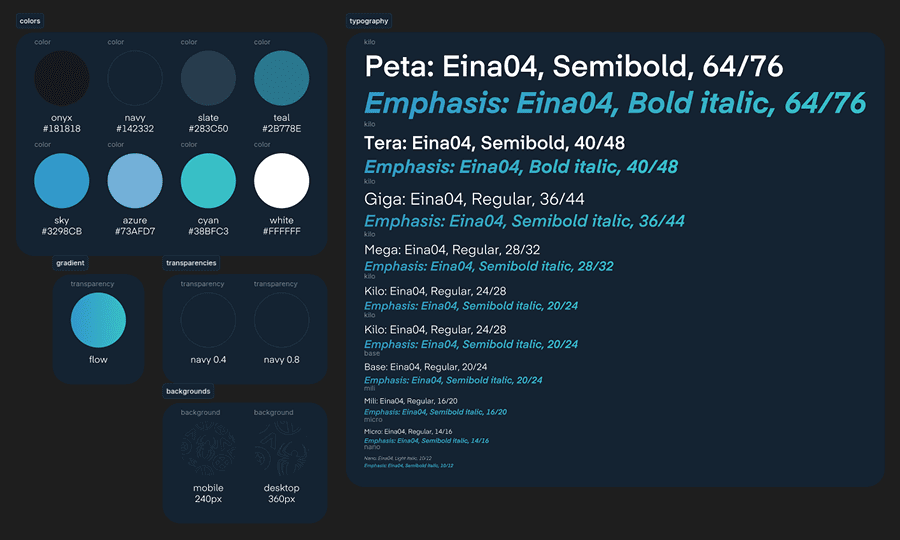 colors
color color color color
onyx navy slate teal
#181818 #142332 #283C50 #2B778E
color color color color
sky azure cyan white
#3298CB #73AFD7 #38BFC3 #FFFFFF
gradient
transparency
flow
transparencies
transparency transparency
navy 0.4 navy 0.8
backgrounds
background background
mobile desktop
240px 360px
typography
kilo
Peta: Eina04, Semibold, 64/76
Emphasis: Eina04, Bold italic, 64/76
kilo
Tera: Eina04, Semibold, 40/48
Emphasis: Eina04, Bold italic, 40/48
kilo
Giga: Eina04, Regular, 36/44
Emphasis: Eina04, Semibold italic, 36/44
kilo
Mega: Eina04, Regular, 28/32
Emphasis: Eina04, Semibold italic, 28/32
kilo
Kilo: Eina04, Regular, 24/28
Emphasis: Eina04, Semibold italic, 20/24
kilo
Kilo: Eina04, Regular, 24/28
Emphasis: Eina04, Semibold italic, 20/24
base
Base: Eina04, Regular, 20/24
Emphasis: Eina04, Semibold italic, 20/24
mili
Mili: Eina04, Regular, 16/20
Emphasis: Eina04, Semibold italic, 16/20
micro
Micro: Eina04, Regular, 14/16
Emphasis: Eina04, Semibold italic, 14/16
nano
Nano: Eina04, Light italic, 10/12
Emphasis: Eina04, Semibold italic, 10/12